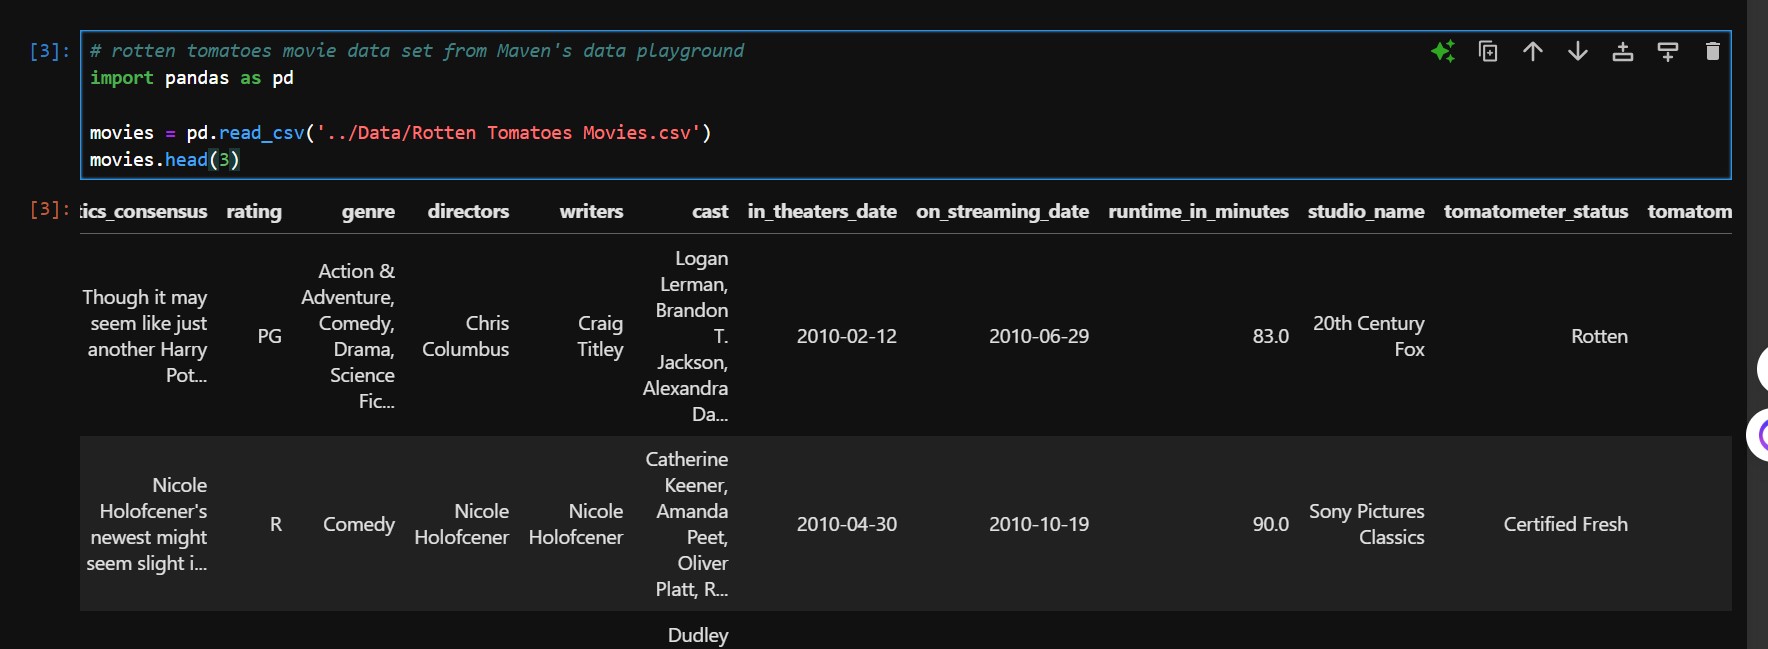 [3]:
# rotten tomatoes movie data set from Maven's data playground
import pandas as pd
movies = pd.read_csv('../Data/Rotten Tomatoes Movies.csv')
movies.head(3)
[3]:
tics_consensus rating genre directors writers cast in_theaters_date on_streaming_date runtime_in_minutes studio_name tomatometer_status tomatom
Though it may
seem like just
another Harry
Pot...
PG
Action &
Adventure,
Comedy,
Drama,
Science
Fic...
Chris
Columbus
Craig
Titley
Logan
Lerman,
Brandon
T.
Jackson,
Alexandra
Da...
2010-02-12
2010-06-29
83.0
20th Century
Fox
Rotten
Nicole
Holofcener's
newest might
seem slight i...
R
Comedy
Nicole
Holofcener
Nicole
Holofcener
Catherine
Keener,
Amanda
Peet,
Oliver
Platt, R...
2010-04-30
2010-10-19
90.0
Sony Pictures
Classics
Certified Fresh
Dudley